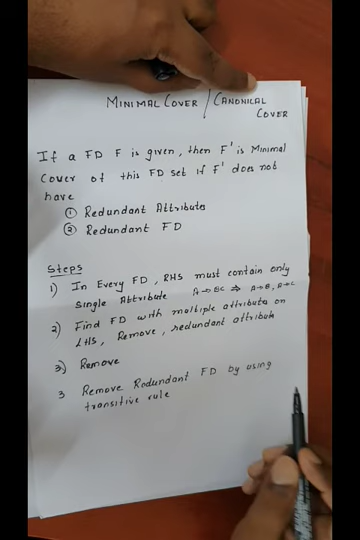 MINIMAL COVER / CANONICAL
COVER
If a FD F is given, then F' is Minimal
Cover of this FD set if F' does not
have
① Redundant Attributes
② Redundant FD
Steps
1) In Every FD, RHS must contain only
single Attribute A→BC ⇒ A→B, A→C
2) Find FD with multiple attributes on
LHS, Remove, redundant attribute
3) Remove
3 Remove Redundant FD by using
transitive rule